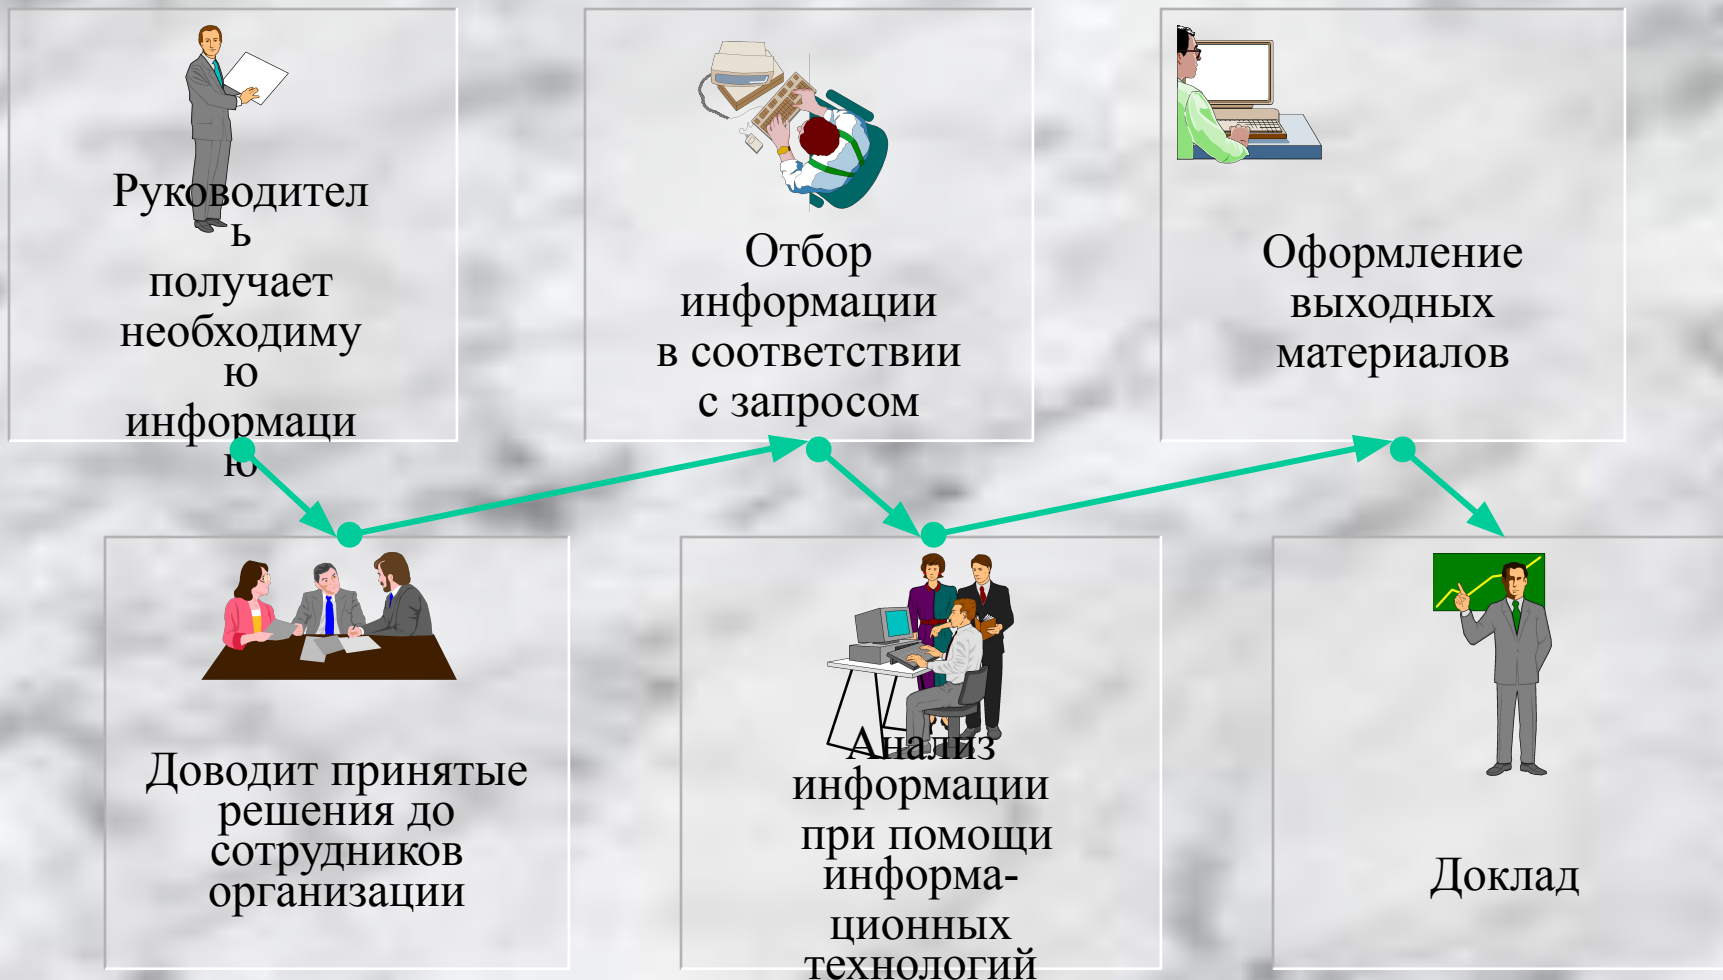 Руководител
ь
получает
необходиму
ю
информаци
ю
Доводит принятые
решения до
сотрудников
организации
Отбор
информации
в соответствии
с запросом
Анализ
информации
при помощи
информа-
ционных
технологий
Оформление
выходных
материалов
Доклад